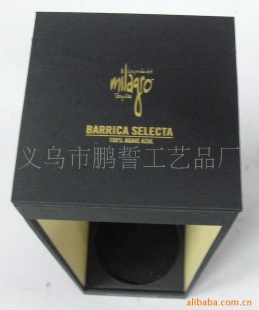 milagro
BARRICA SELECTA
100% AGAVE AZUL
义乌市鹏誓工艺品厂
alibaba.com.cn